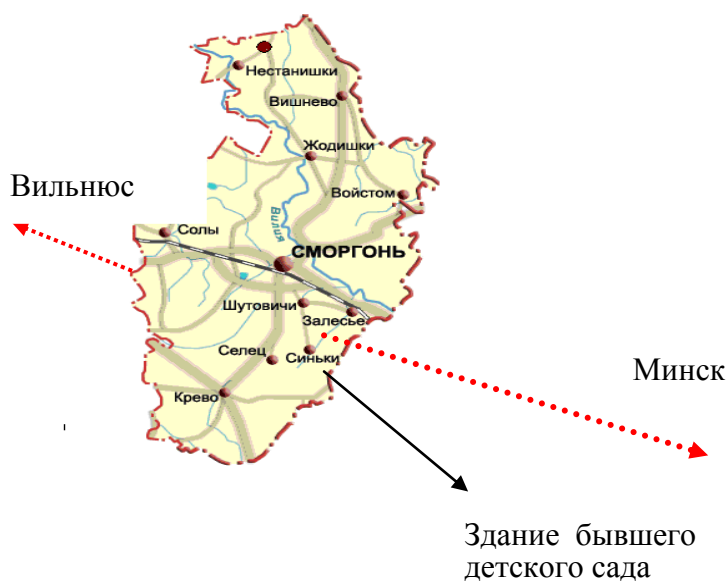 Нестанишки
Вишнево
Жодишки
Вильнюс
Войстом
Вилия
Солы
СМОРГОНЬ
Шутовичи
Залесье
Селец
Синьки
Минск
Крево
Здание бывшего
детского сада